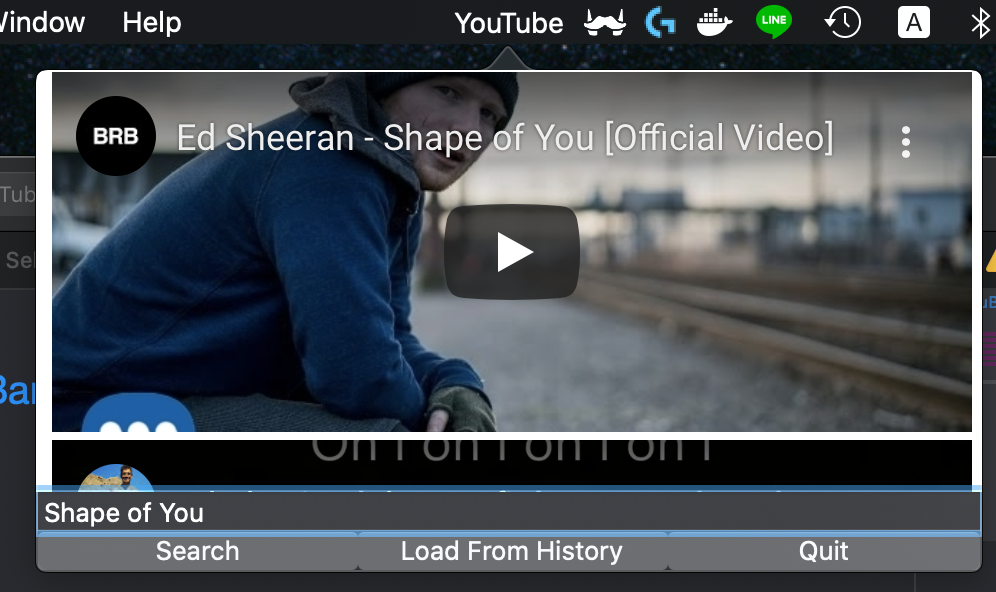 Window Help YouTube LINE A
BRB Ed Sheeran - Shape of You [Official Video]
Shape of You
Search Load From History Quit